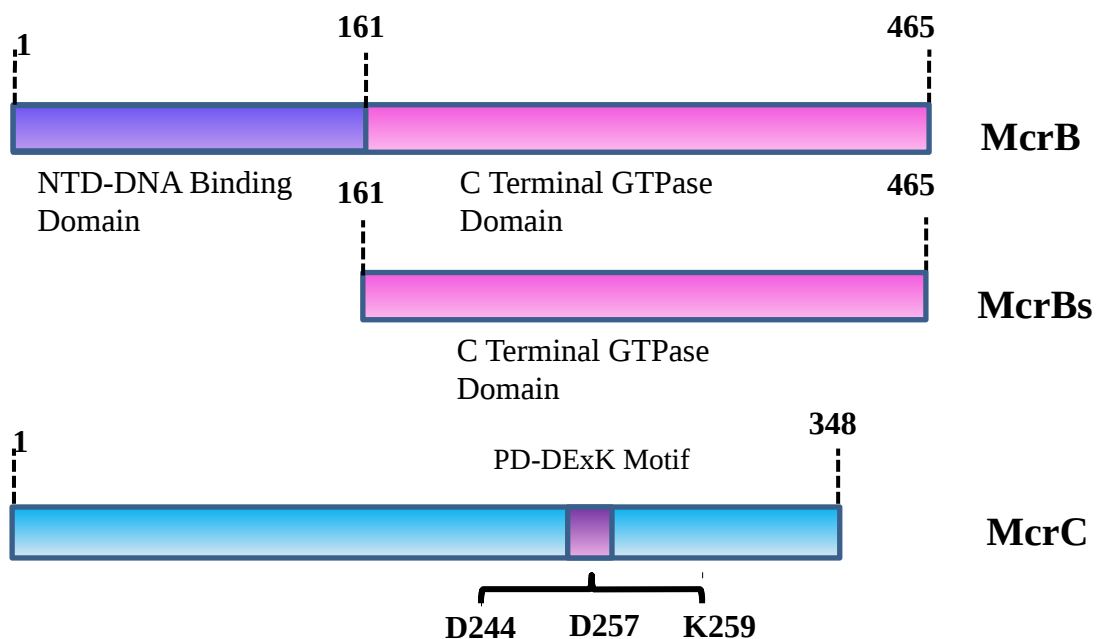 1
161
465
McrB
NTD-DNA Binding
Domain
C Terminal GTPase
Domain
161
465
McrBs
C Terminal GTPase
Domain
1
348
PD-DExK Motif
McrC
D244
D257
K259